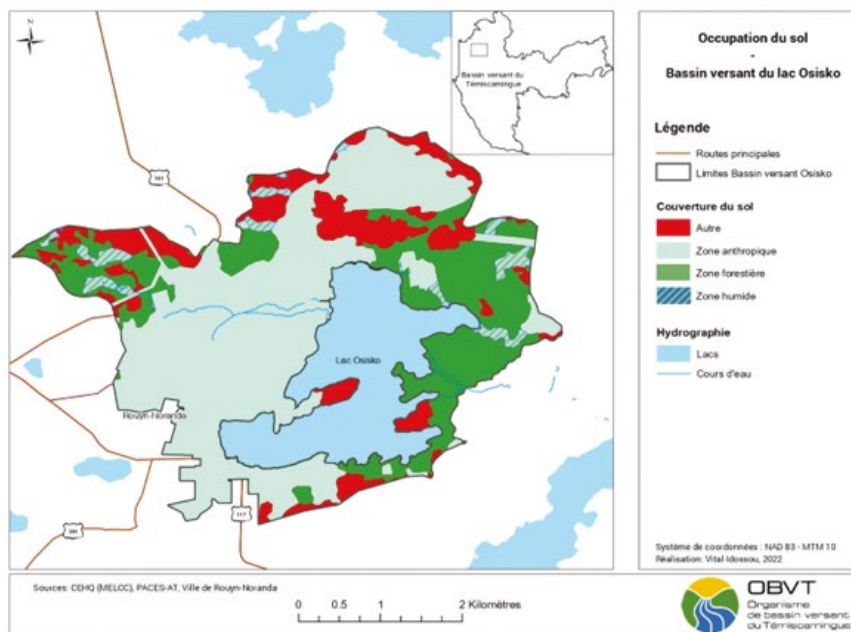 N
Bassin versant du
Témiscamingue
Occupation du sol
-
Bassin versant du lac Osisko
Légende
Routes principales
Limites Bassin versant Osisko
Couverture du sol
Autre
Zone anthropique
Zone forestière
Zone humide
Hydrographie
Lacs
Cours d'eau
Lac Osisko
Rouyn-Noranda
117
Système de coordonnées : NAD 83 - MTM 10
Réalisation: Vital Idossou, 2022
Sources: CEHQ (MELCC), PACES-AT, Ville de Rouyn-Noranda
0 0.5 1 2 Kilomètres
OBVT
Organisme
de bassin versant
du Témiscamingue